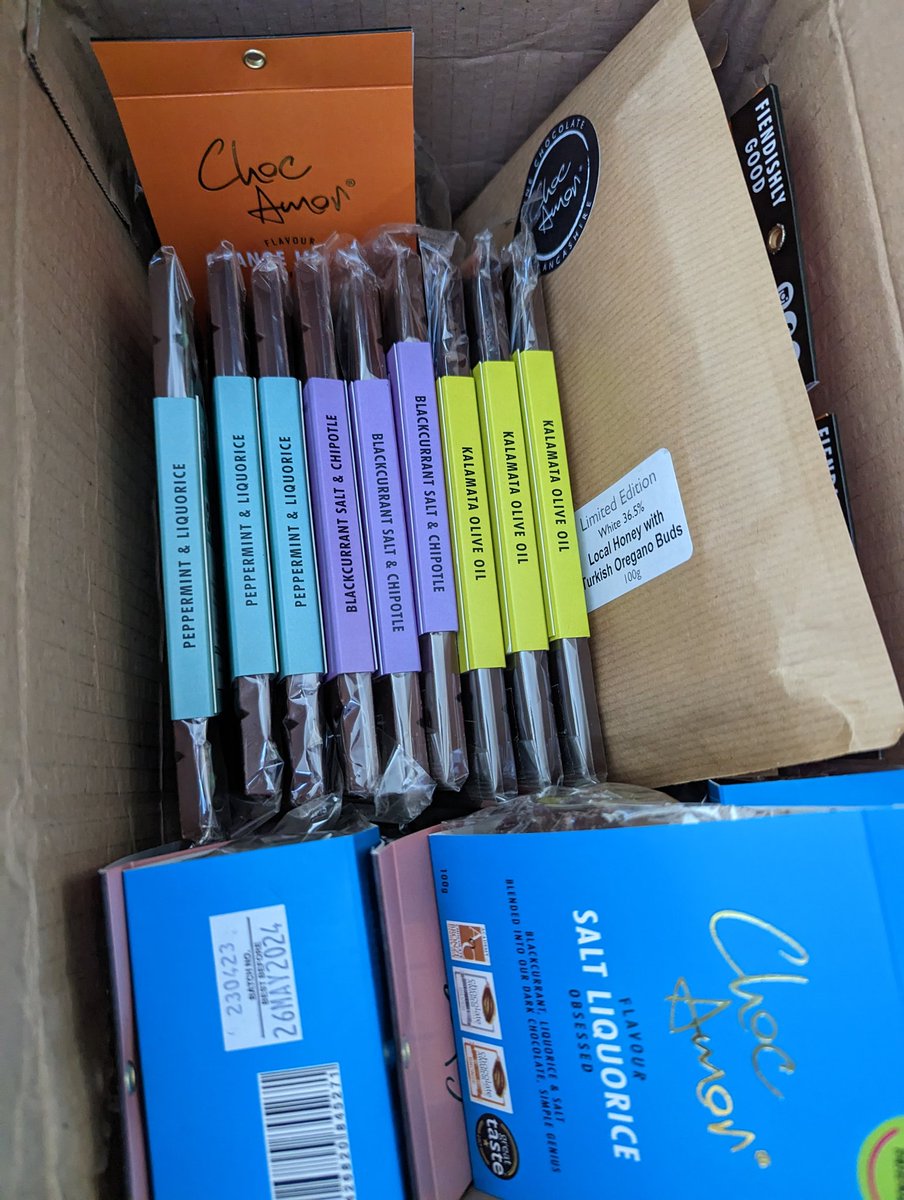 Choc
Amor®
FLAVOUR
FINE CHOCOLATE
Choc
Amor
LANCASHIRE
FIENDISHLY
GOOD
PEPPERMINT & LIQUORICE
PEPPERMINT & LIQUORICE
PEPPERMINT & LIQUORICE
BLACKCURRANT SALT & CHIPOTLE
BLACKCURRANT SALT & CHIPOTLE
BLACKCURRANT SALT & CHIPOTLE
KALAMATA OLIVE OIL
KALAMATA OLIVE OIL
KALAMATA OLIVE OIL
Limited Edition
White 36.5%
Local Honey with
Turkish Oregano Buds
100g
230423
BATCH NO.
BEST BEFORE
26MAY2024
Choc
Amor®
FLAVOUR
SALT LIQUORICE
OBSESSED
BLACKCURRANT, LIQUORICE & SALT
BLENDED INTO OUR DARK CHOCOLATE. SIMPLE GENIUS
100g
great
taste